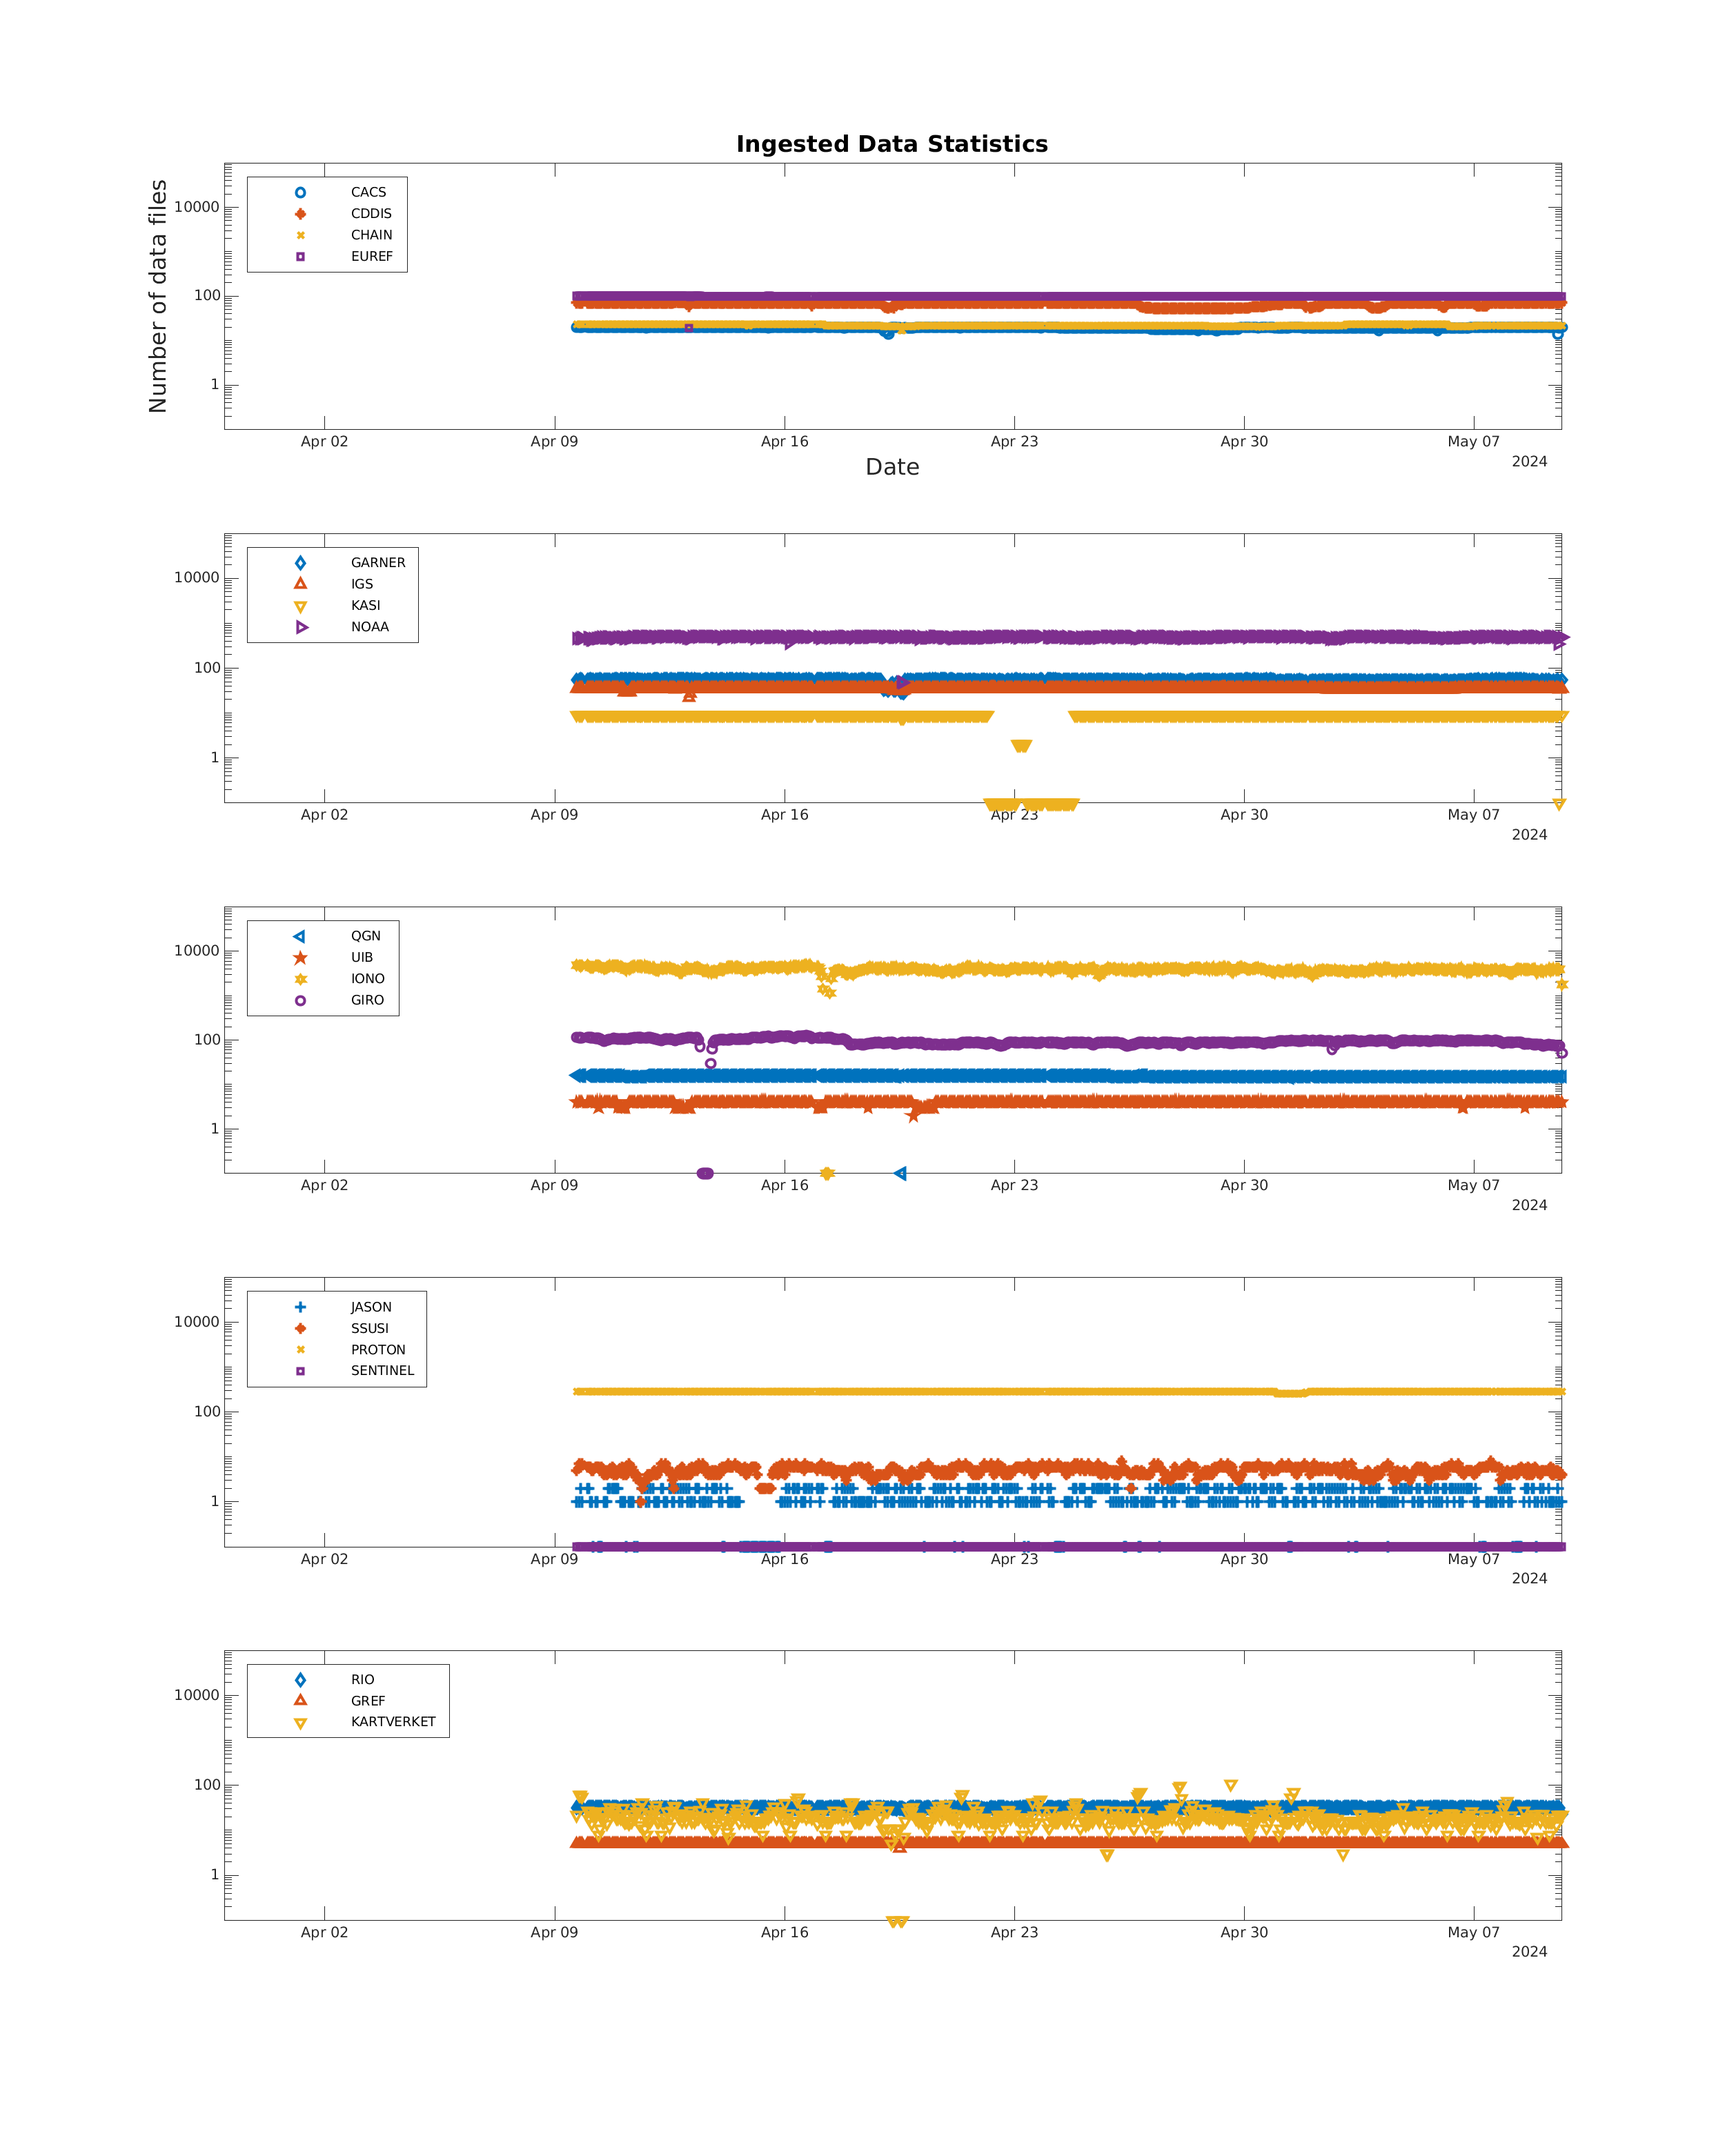 Ingested Data Statistics
Number of data files
CACS
CDDIS
CHAIN
EUREF
10000
100
1
Apr 02 Apr 09 Apr 16 Apr 23 Apr 30 May 07
2024
Date
GARNER
IGS
KASI
NOAA
10000
100
1
Apr 02 Apr 09 Apr 16 Apr 23 Apr 30 May 07
2024
QGN
UIB
IONO
GIRO
10000
100
1
Apr 02 Apr 09 Apr 16 Apr 23 Apr 30 May 07
2024
JASON
SSUSI
PROTON
SENTINEL
10000
100
1
Apr 02 Apr 09 Apr 16 Apr 23 Apr 30 May 07
2024
RIO
GREF
KARTVERKET
10000
100
1
Apr 02 Apr 09 Apr 16 Apr 23 Apr 30 May 07
2024